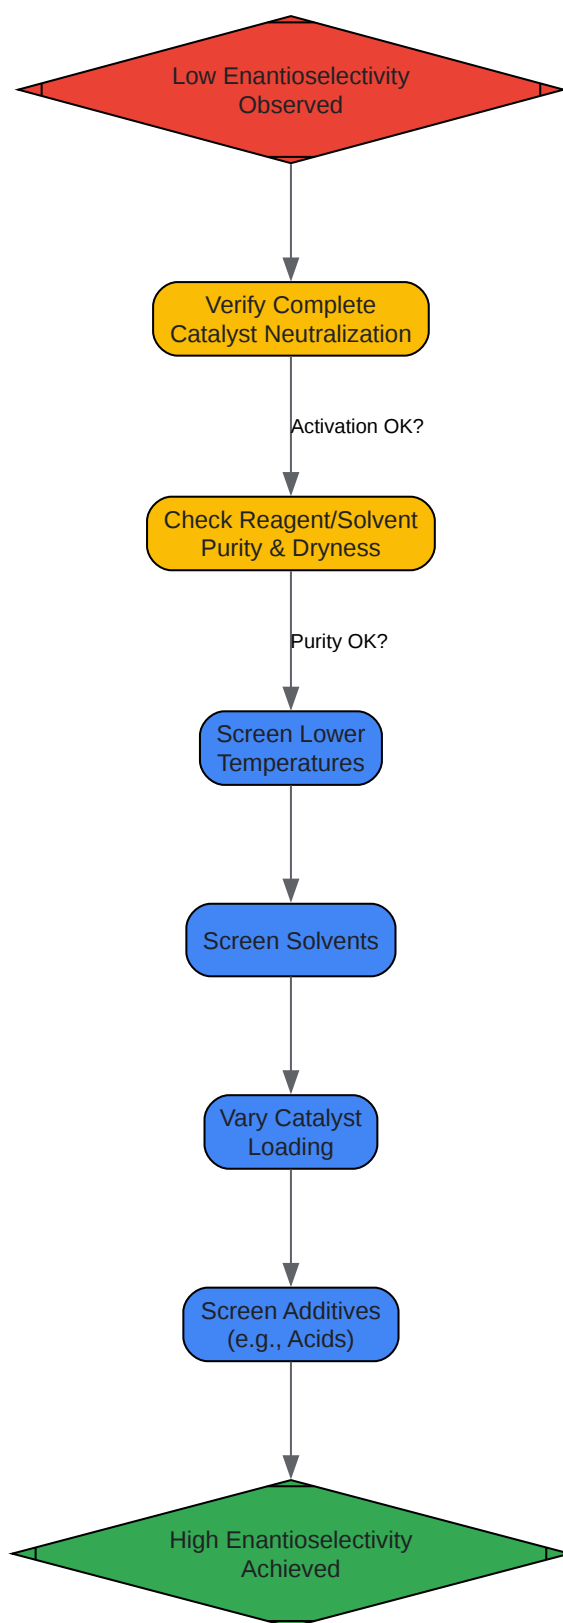 Low Enantioselectivity
Observed
Verify Complete
Catalyst Neutralization
Activation OK?
Check Reagent/Solvent
Purity & Dryness
Purity OK?
Screen Lower
Temperatures
Screen Solvents
Vary Catalyst
Loading
Screen Additives
(e.g., Acids)
High Enantioselectivity
Achieved